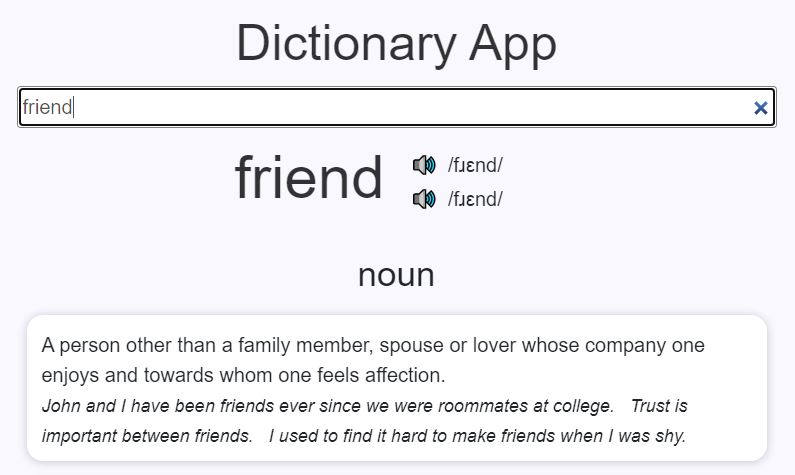 Dictionary App
friend
friend /fɹɛnd/
/fɹɛnd/
noun
A person other than a family member, spouse or lover whose company one
enjoys and towards whom one feels affection.
John and I have been friends ever since we were roommates at college. Trust is
important between friends. I used to find it hard to make friends when I was shy.